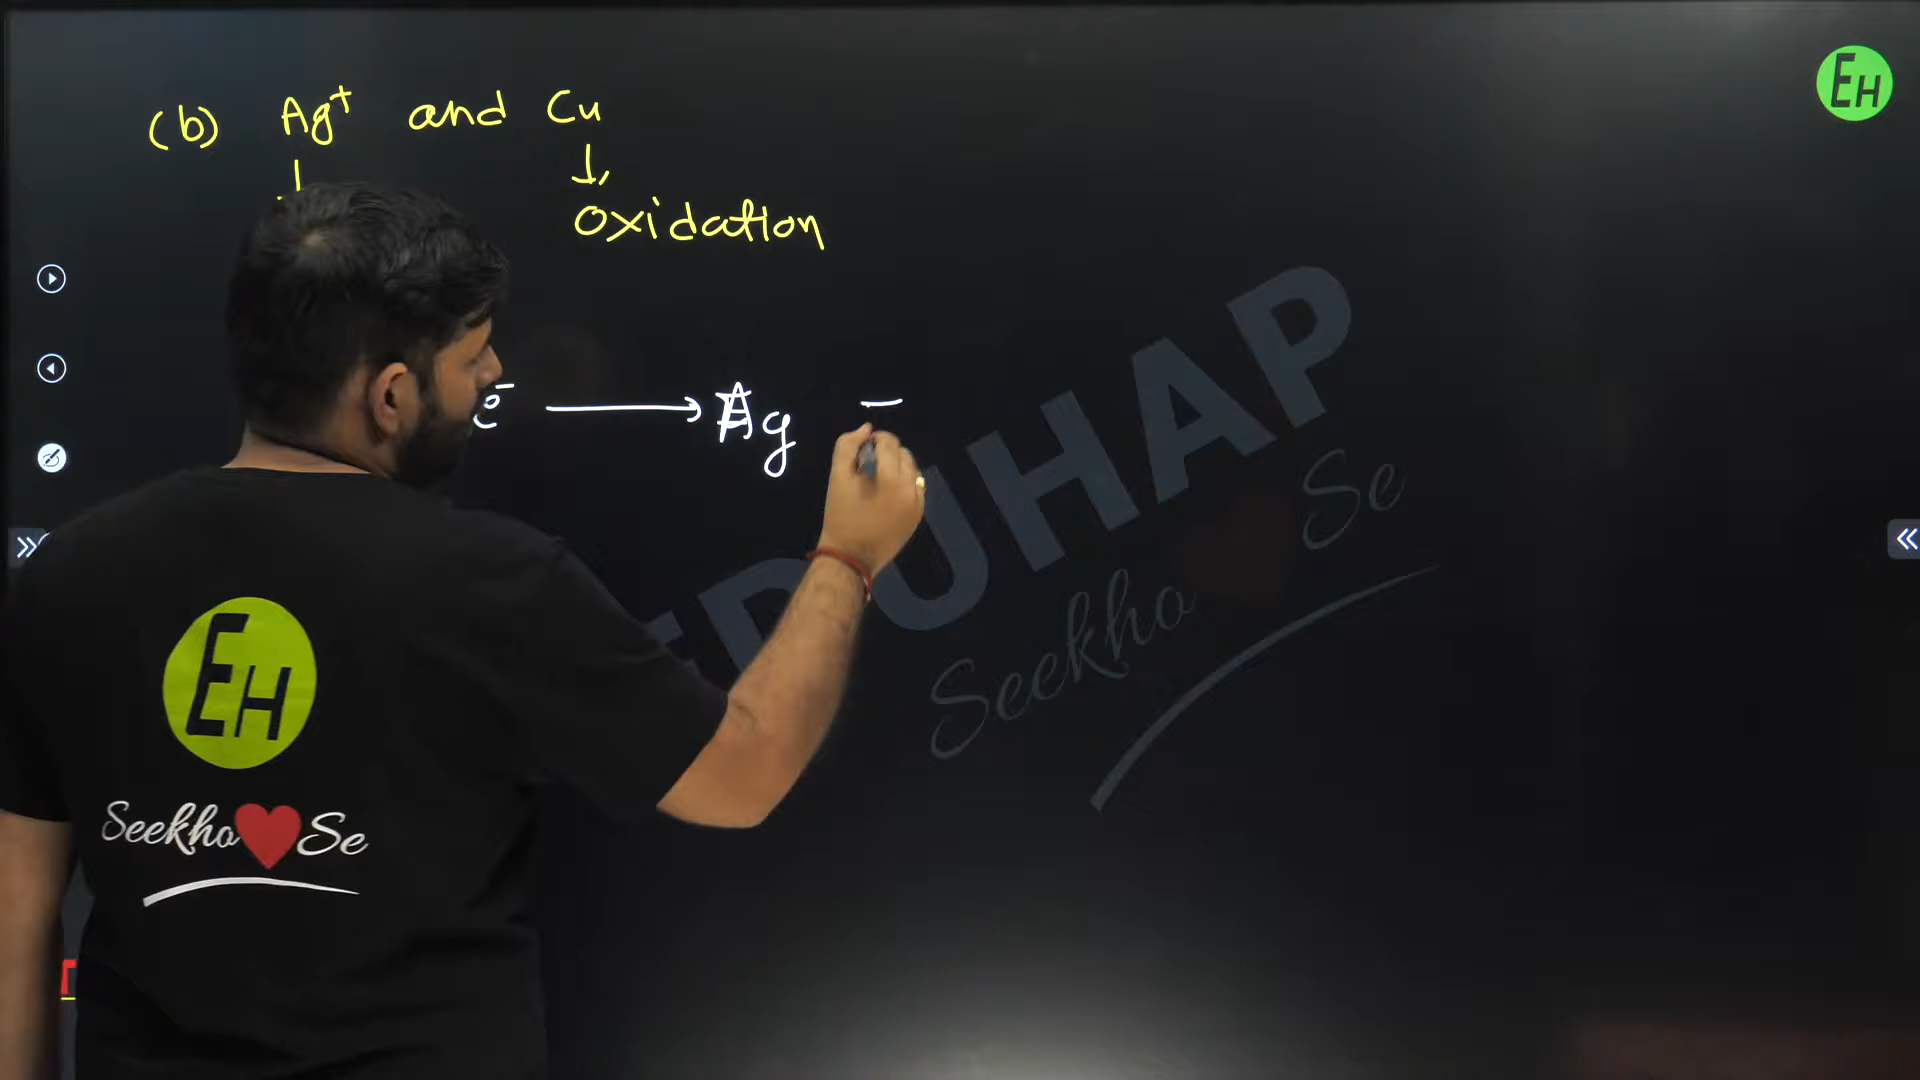 EH
(b) Ag⁺ and Cu
↓ ↓
Oxidation
e⁻ ⟶ Ag –
EDUHAP
Seekho Se
EH
Seekho❤Se